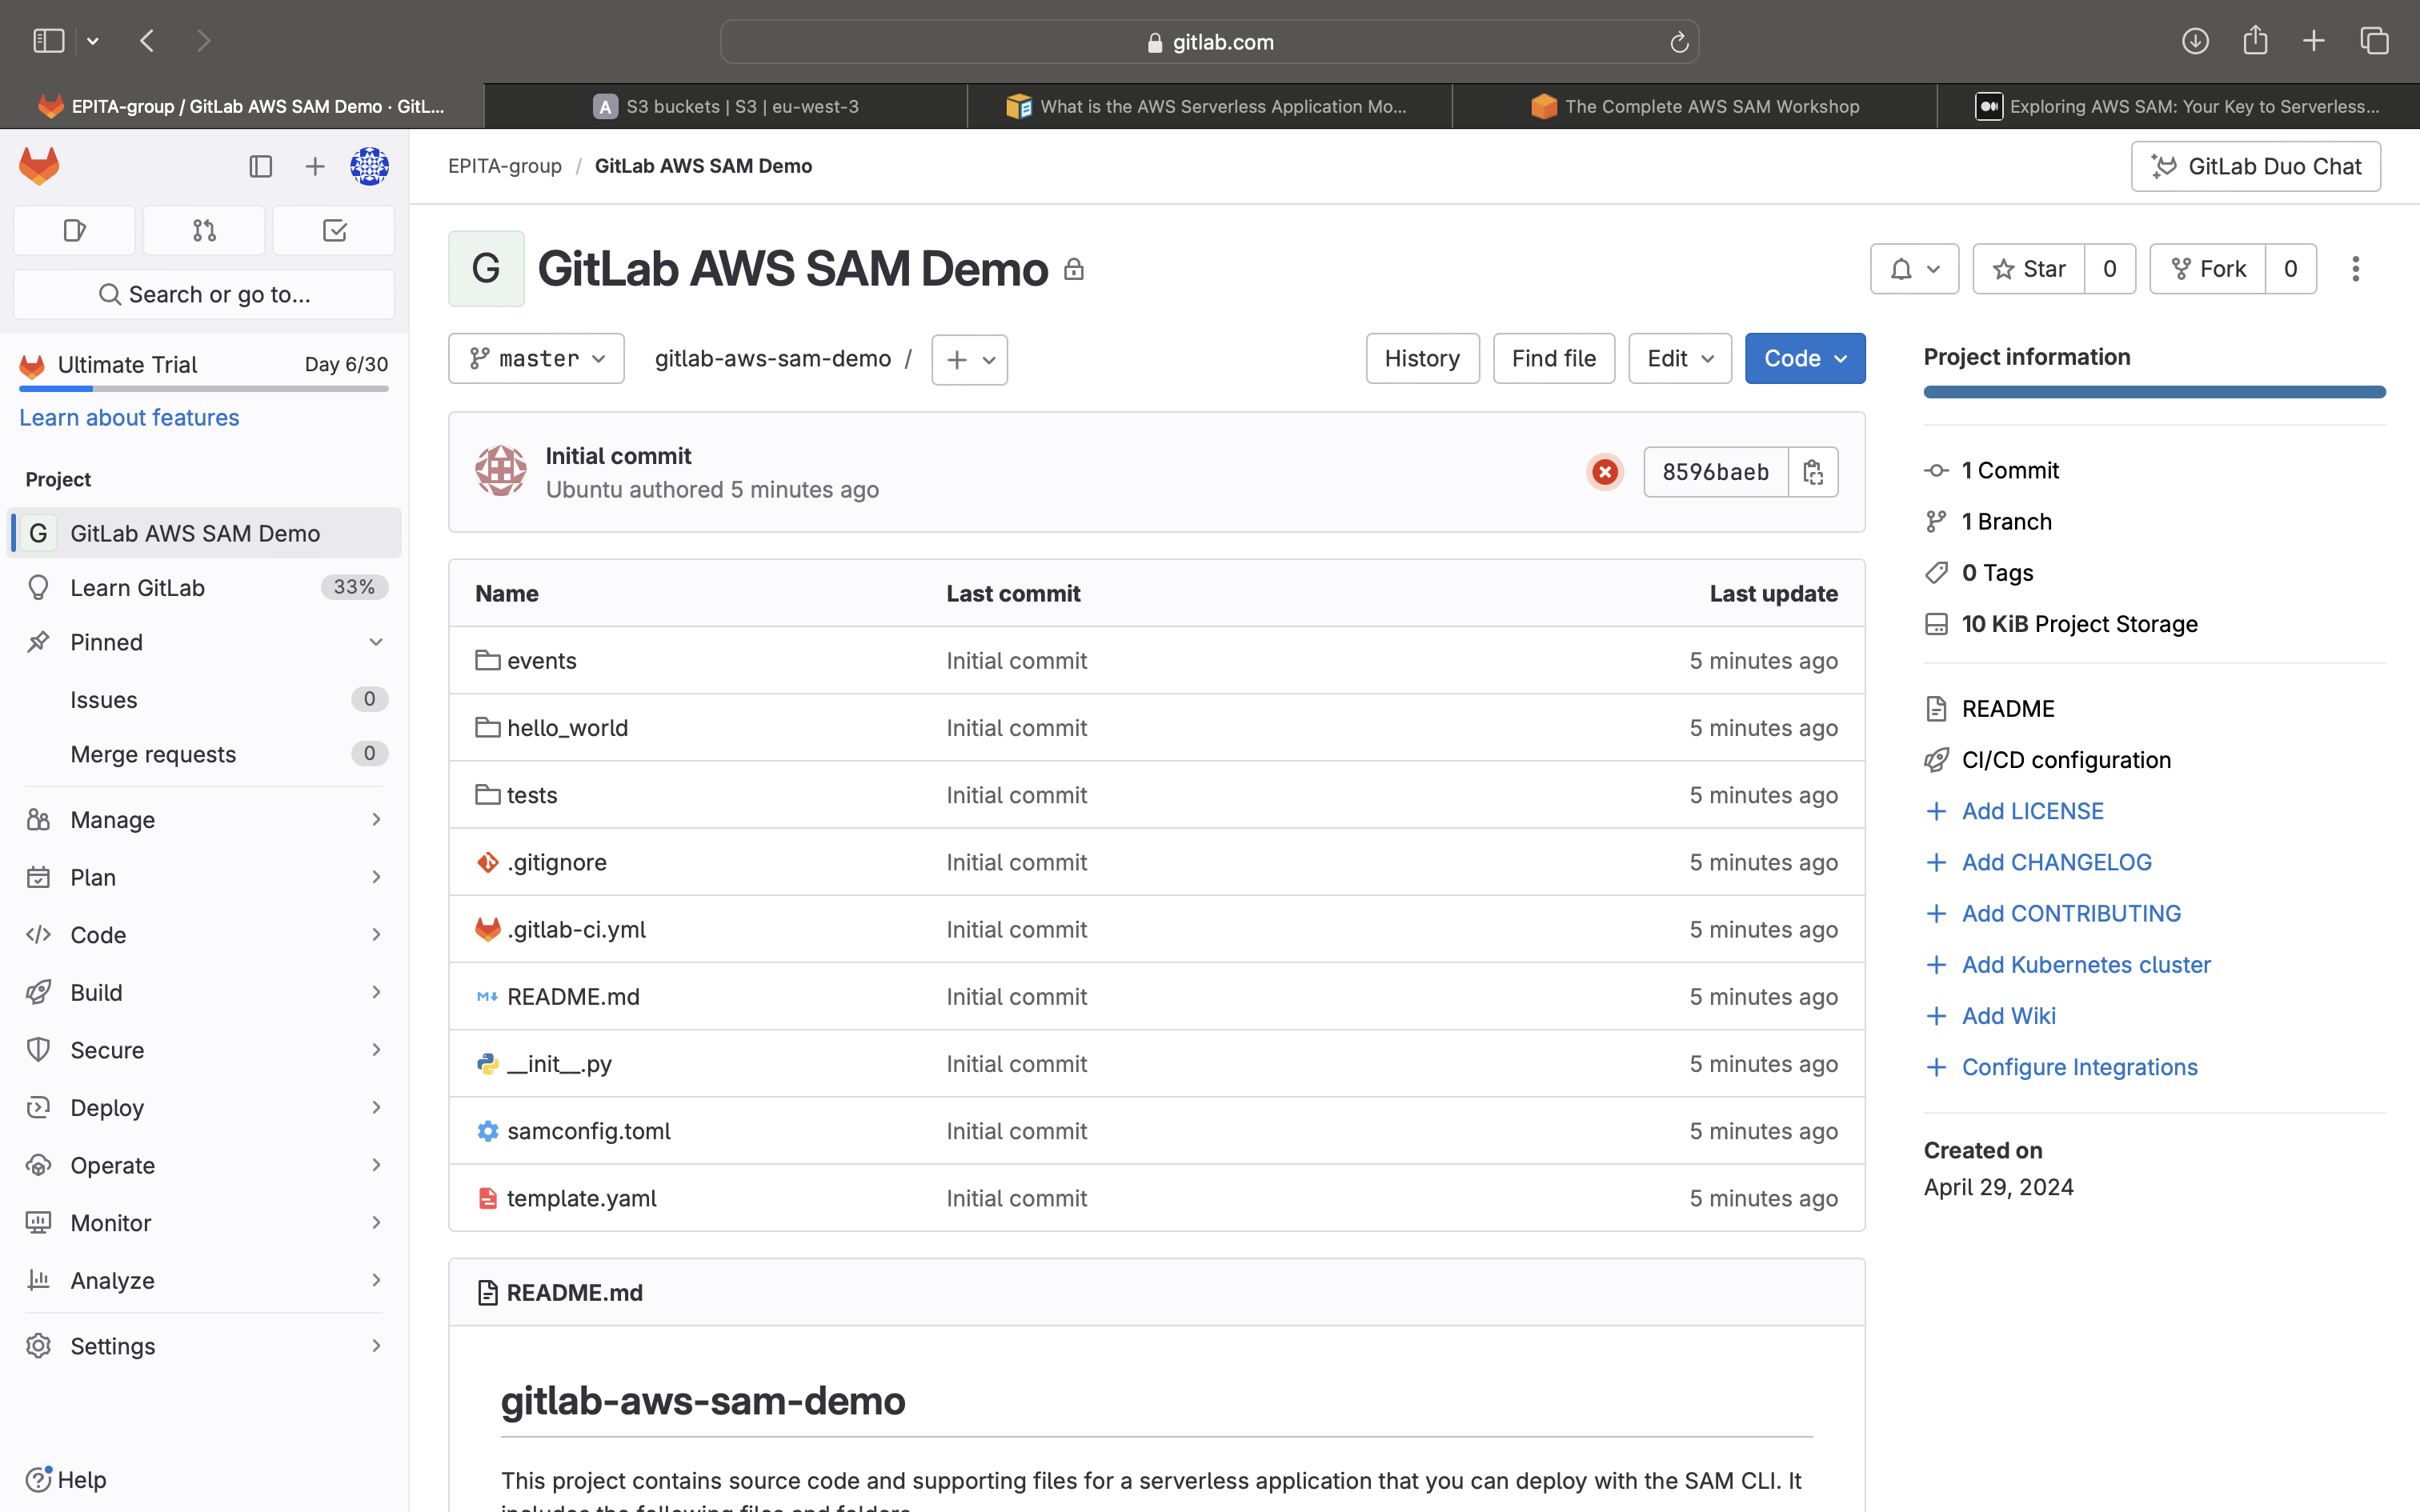 gitlab.com
EPITA-group / GitLab AWS SAM Demo · GitL...
A S3 buckets | S3 | eu-west-3
What is the AWS Serverless Application Mo...
The Complete AWS SAM Workshop
Exploring AWS SAM: Your Key to Serverless...
EPITA-group / GitLab AWS SAM Demo
GitLab Duo Chat
Search or go to...
Ultimate Trial Day 6/30
Learn about features
Project
G GitLab AWS SAM Demo
Learn GitLab 33%
Pinned
Issues 0
Merge requests 0
Manage
Plan
Code
Build
Secure
Deploy
Operate
Monitor
Analyze
Settings
Help
G GitLab AWS SAM Demo
Star 0
Fork 0
master
gitlab-aws-sam-demo /
History
Find file
Edit
Code
Initial commit
Ubuntu authored 5 minutes ago
8596baeb
Name Last commit Last update
events Initial commit 5 minutes ago
hello_world Initial commit 5 minutes ago
tests Initial commit 5 minutes ago
.gitignore Initial commit 5 minutes ago
.gitlab-ci.yml Initial commit 5 minutes ago
README.md Initial commit 5 minutes ago
__init__.py Initial commit 5 minutes ago
samconfig.toml Initial commit 5 minutes ago
template.yaml Initial commit 5 minutes ago
README.md
gitlab-aws-sam-demo
This project contains source code and supporting files for a serverless application that you can deploy with the SAM CLI. It
includes the following files and folders
Project information
1 Commit
1 Branch
0 Tags
10 KiB Project Storage
README
CI/CD configuration
Add LICENSE
Add CHANGELOG
Add CONTRIBUTING
Add Kubernetes cluster
Add Wiki
Configure Integrations
Created on
April 29, 2024